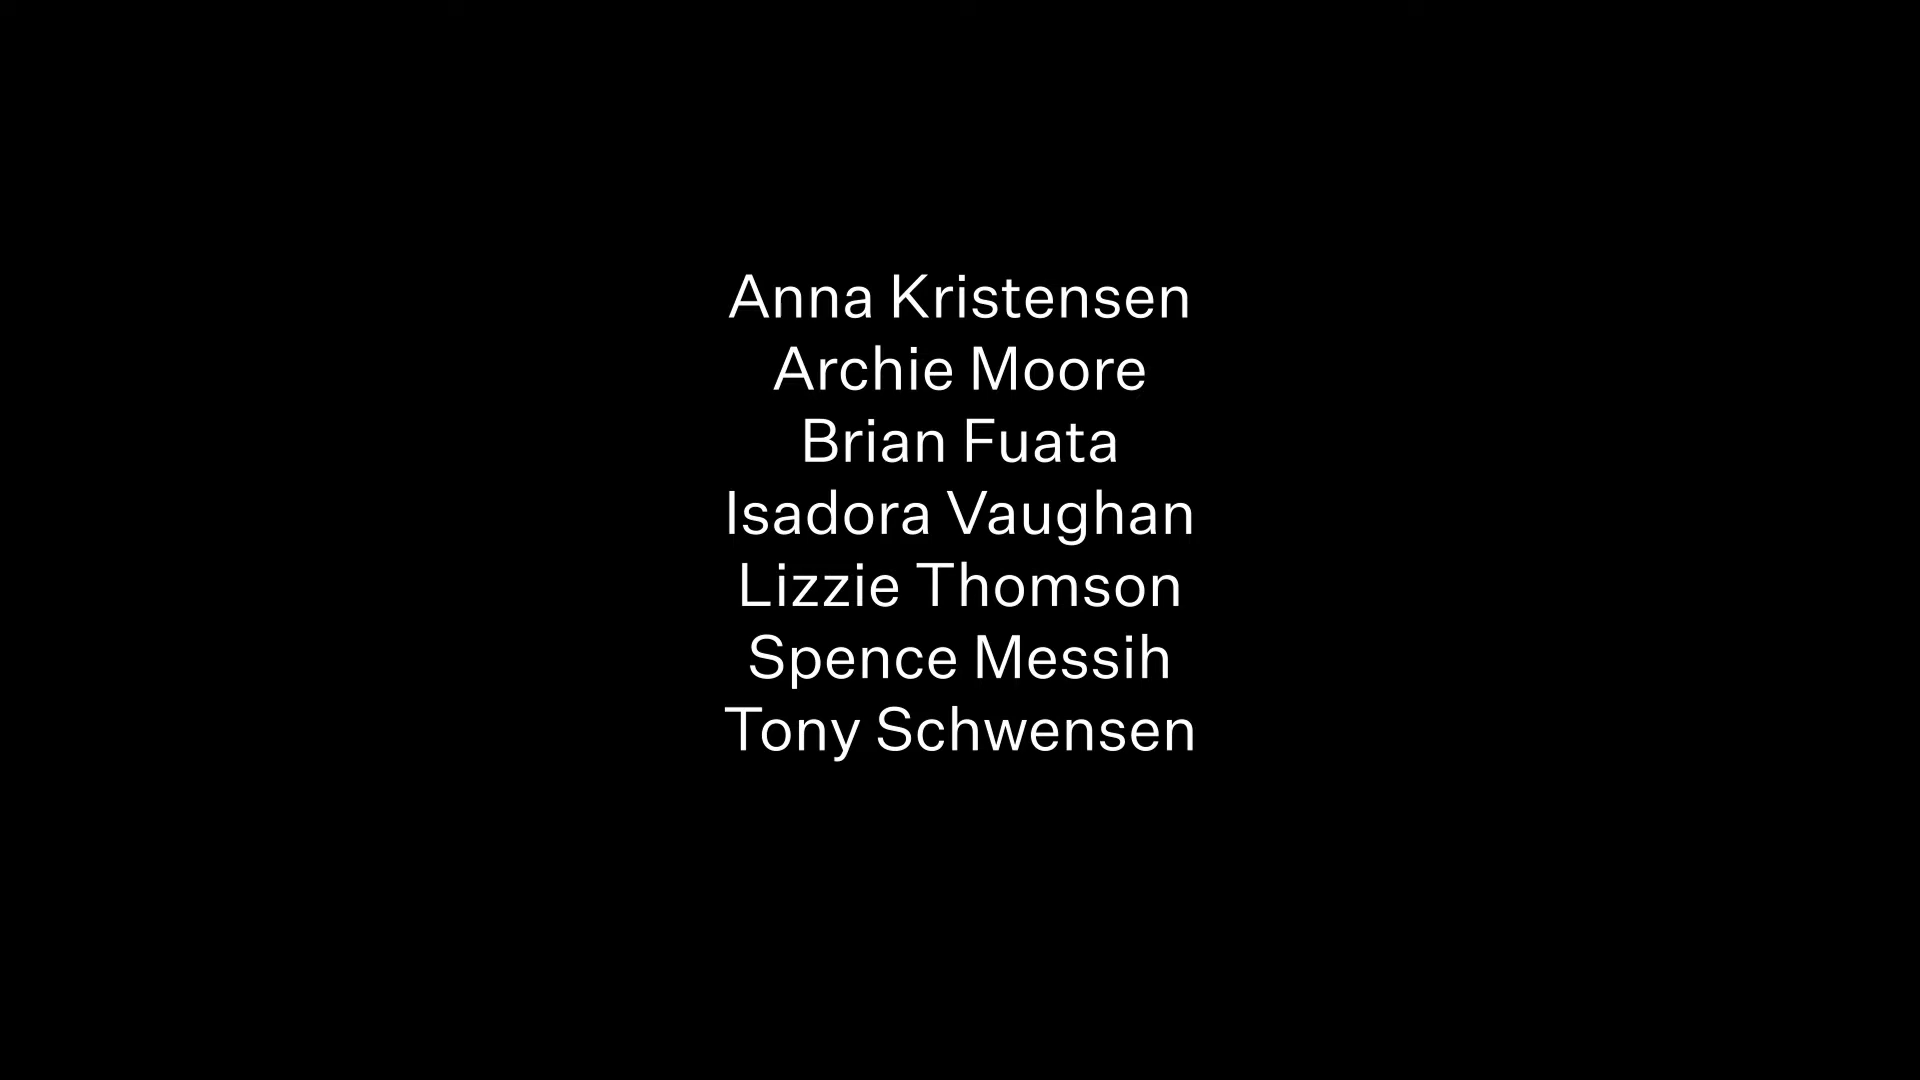 Anna Kristensen
Archie Moore
Brian Fuata
Isadora Vaughan
Lizzie Thomson
Spence Messih
Tony Schwensen